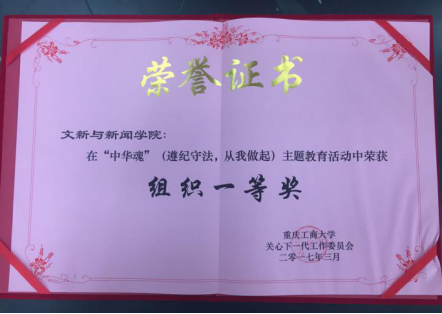 荣誉证书
文新与新闻学院：
在“中华魂”（遵纪守法，从我做起）主题教育活动中荣获
组织一等奖
重庆工商大学
关心下一代工作委员会
二零一七年三月